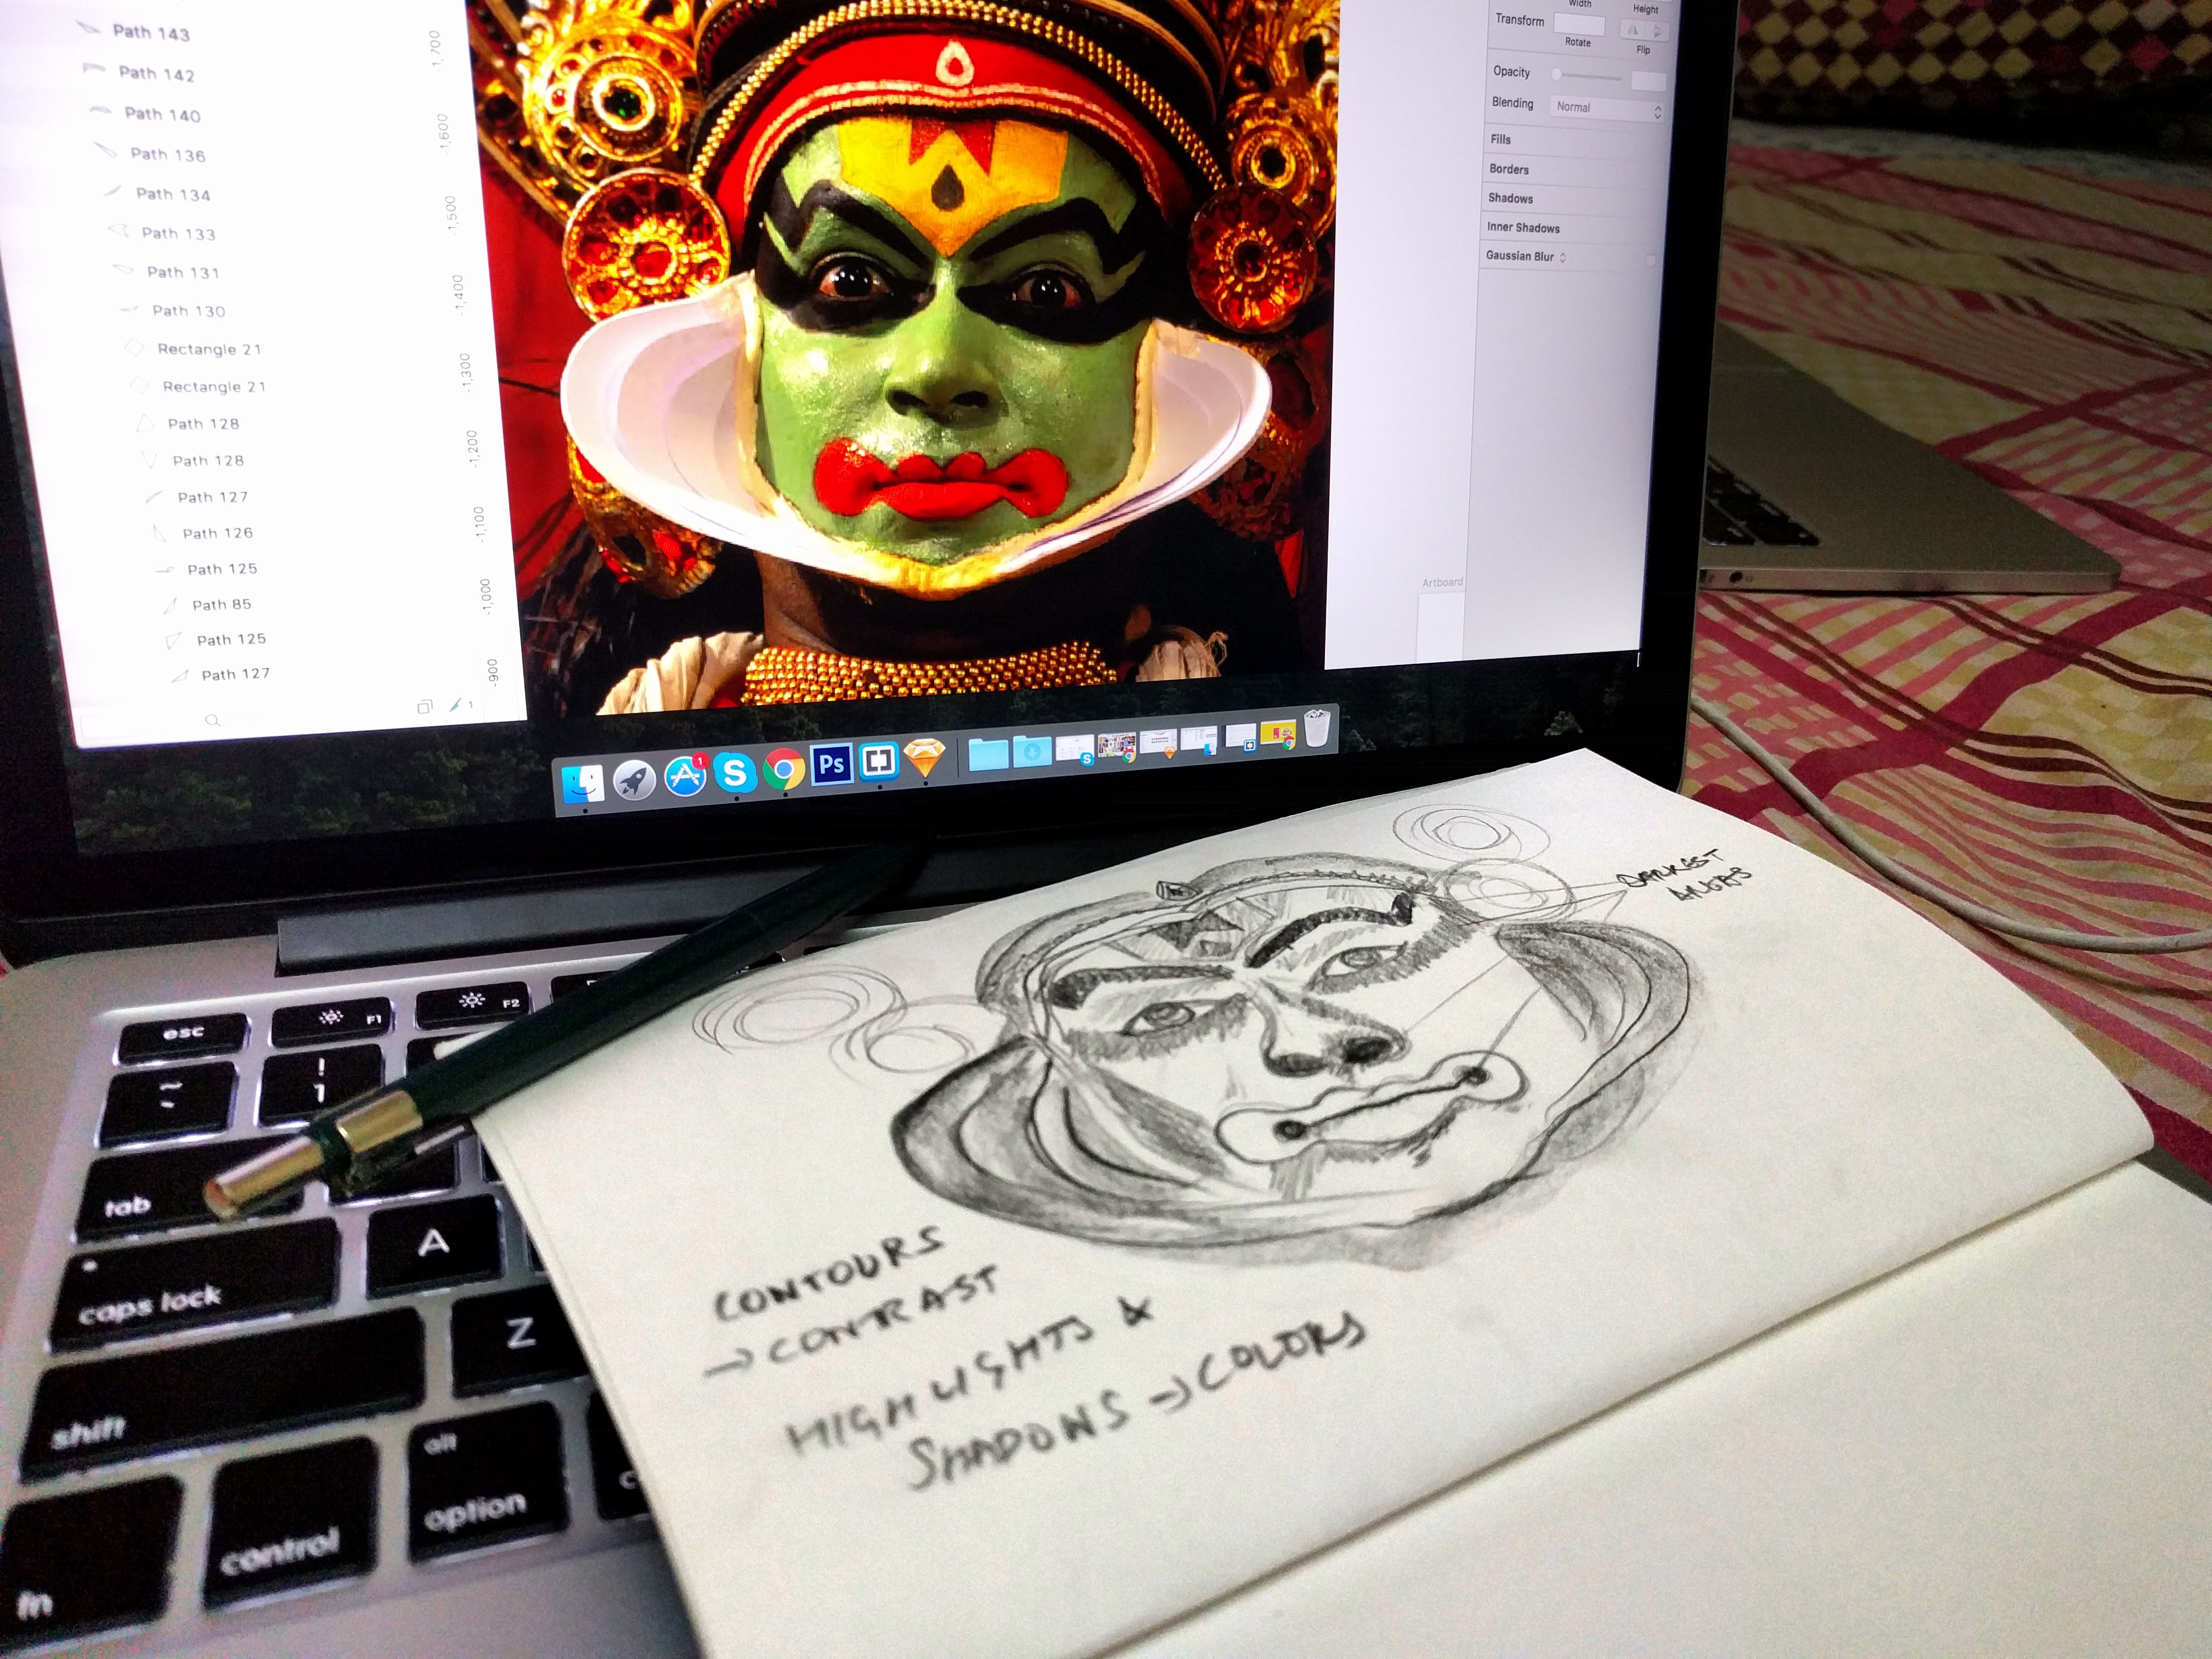 Path 143
Path 142
Path 140
Path 136
Path 134
Path 133
Path 131
Path 130
Rectangle 21
Rectangle 21
Path 128
Path 128
Path 127
Path 126
Path 125
Path 85
Path 125
Path 127
1
-1,700
-1,600
-1,500
-1,400
-1,300
-1,200
-1,100
-1,000
-900
Width
Height
Transform
Rotate
Flip
Opacity
Blending
Normal
Fills
Borders
Shadows
Inner Shadows
Gaussian Blur
Artboard
1
S
Ps
DARKEST
AREAS
CONTOURS
→ CONTRAST
HIGHLIGHTS &
SHADOWS → COLORS
esc
F1
F2
~
!
1
tab
caps lock
A
shift
Z
fn
control
alt
option
c